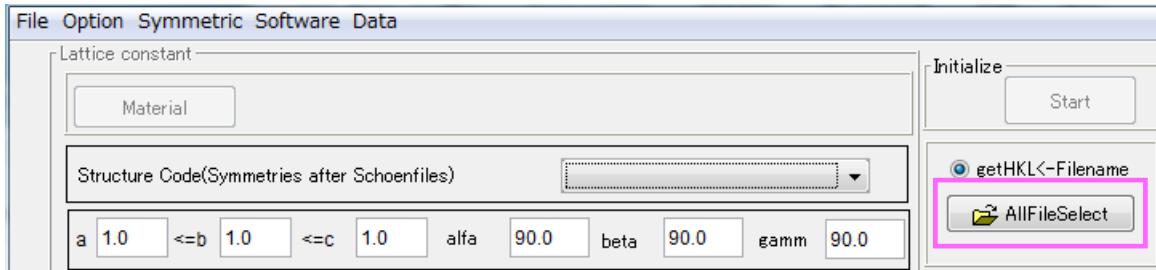 File Option Symmetric Software Data
Lattice constant
Initialize
Material
Start
Structure Code(Symmetries after Schoenfiles)
getHKL<-Filename
AllFileSelect
a 1.0 <=b 1.0 <=c 1.0 alfa 90.0 beta 90.0 gamm 90.0